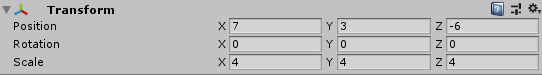 Transform
Position X 7 Y 3 Z -6
Rotation X 0 Y 0 Z 0
Scale X 4 Y 4 Z 4